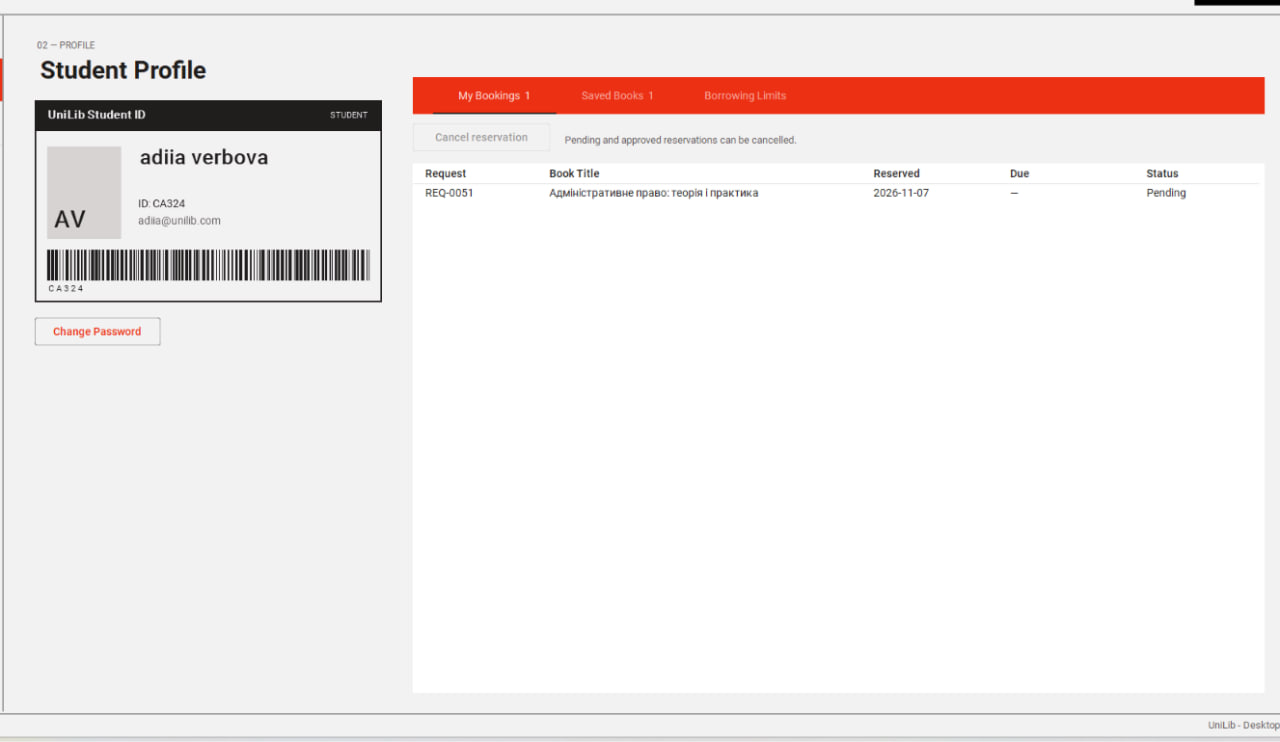 02 — PROFILE
Student Profile
UniLib Student ID STUDENT
adiia verbova
ID: CA324
AV
adiia@unilib.com
CA324
Change Password
My Bookings 1 Saved Books 1 Borrowing Limits
Cancel reservation Pending and approved reservations can be cancelled.
Request Book Title Reserved Due Status
REQ-0051 Адміністративне право: теорія і практика 2026-11-07 — Pending
UniLib - Desktop